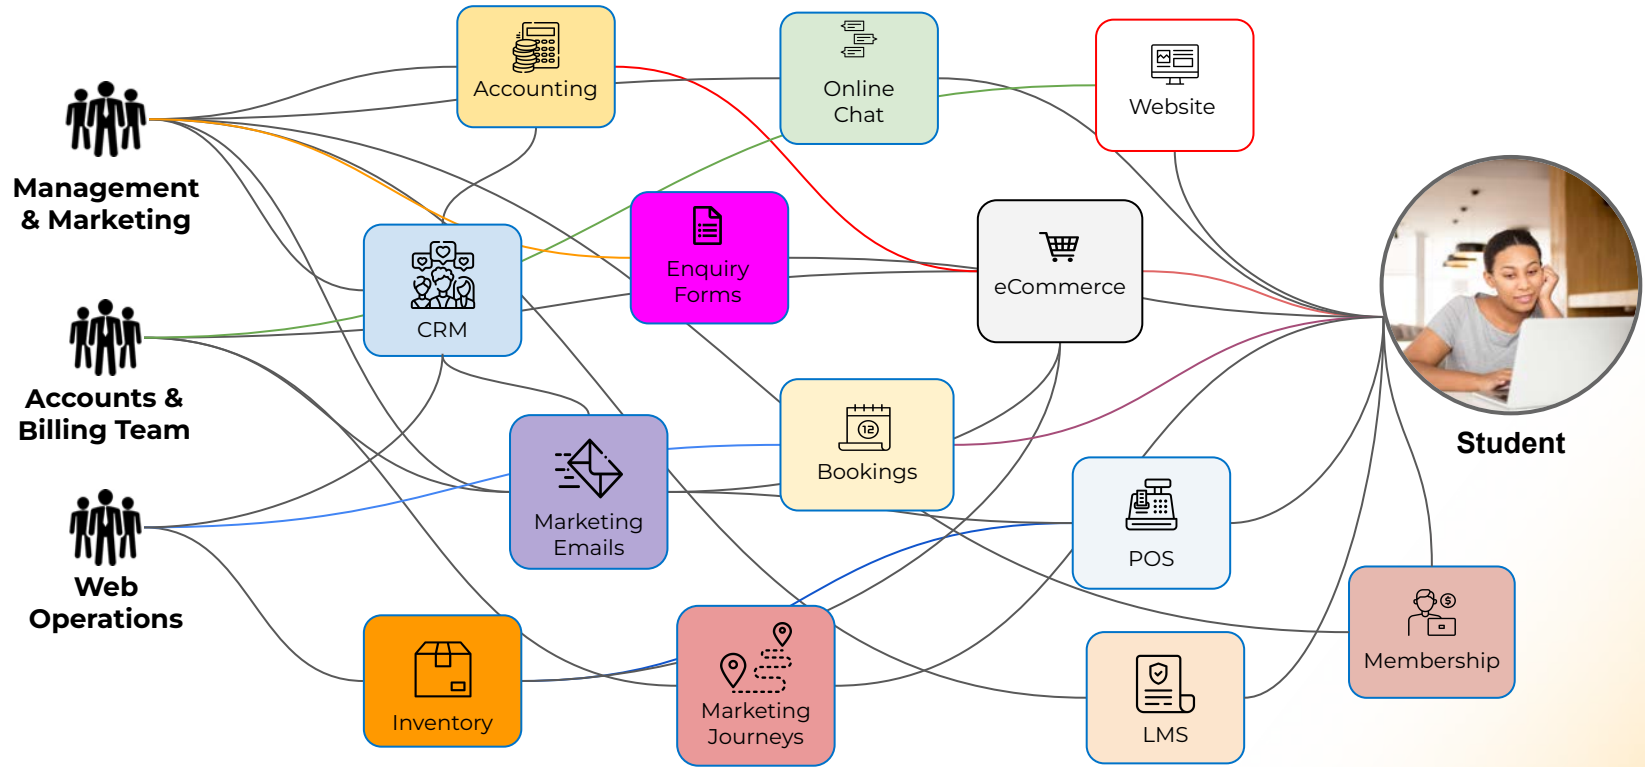 Accounting
Online
Chat
Website
Management
& Marketing
Enquiry
Forms
eCommerce
CRM
Accounts &
Billing Team
12
Bookings
Student
Marketing
Emails
POS
Web
Operations
$
Membership
Inventory
Marketing
Journeys
LMS